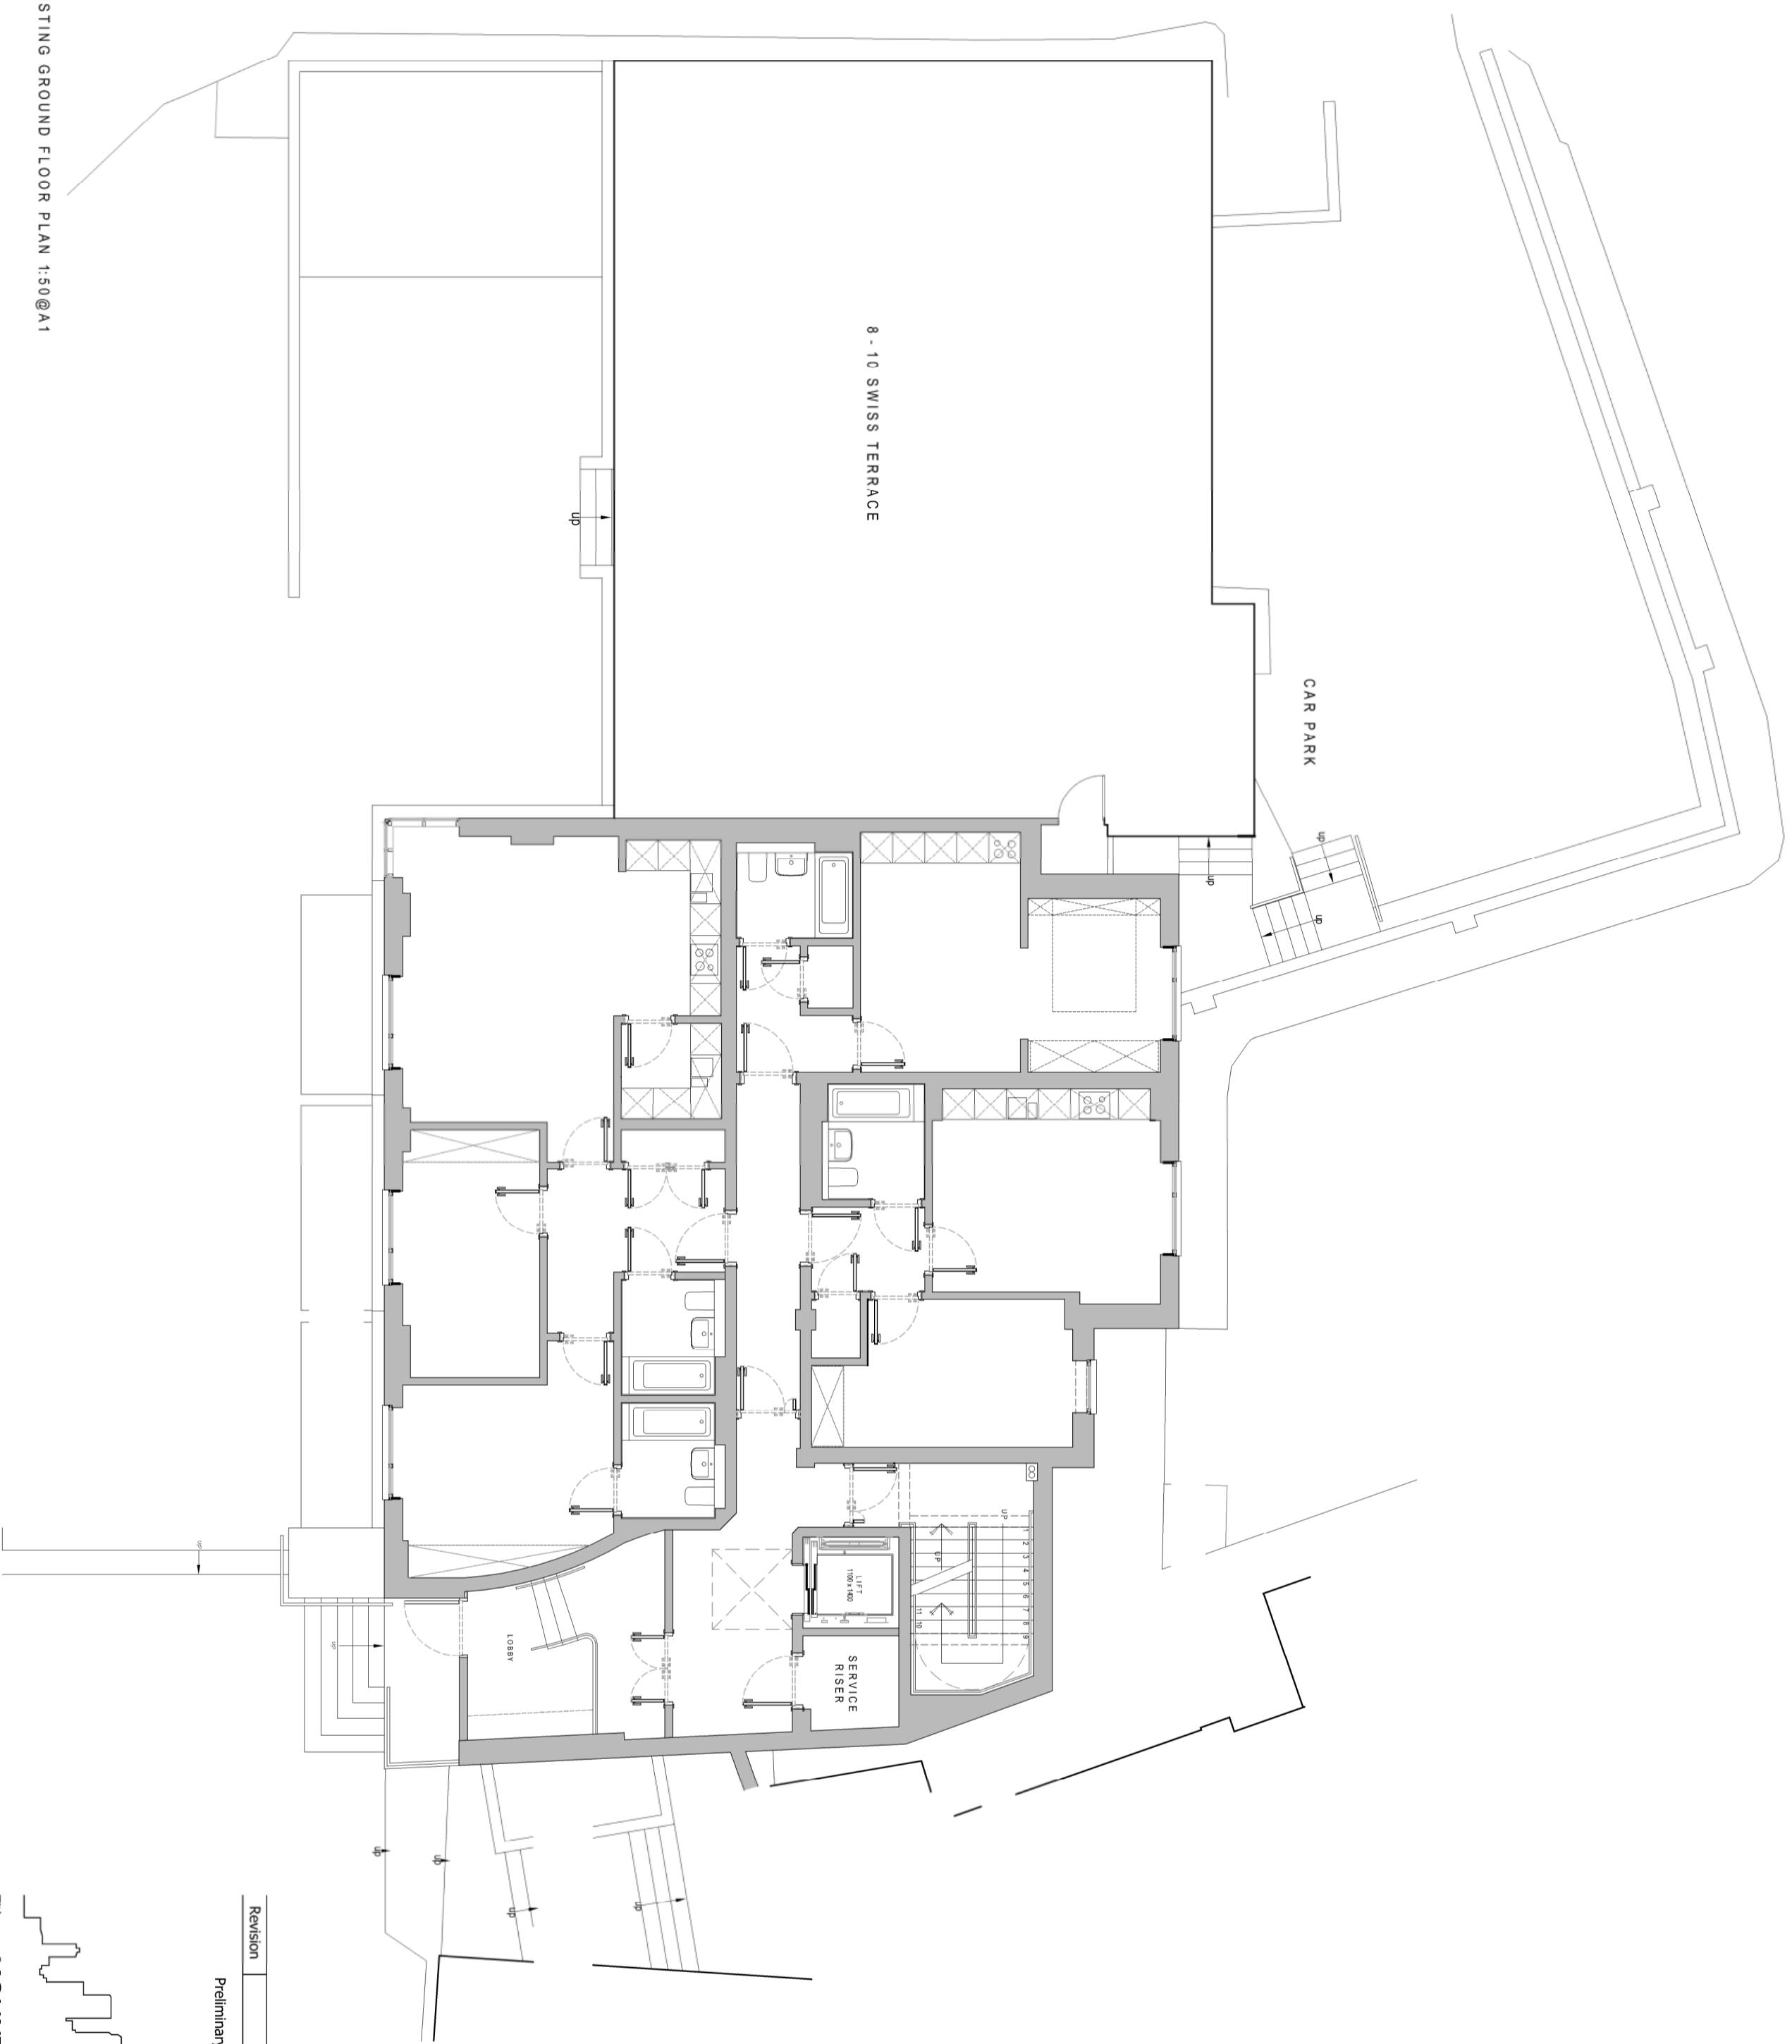 STING GROUND FLOOR PLAN 1:50@A1
8 - 10 SWISS TERRACE
CAR PARK
up
up
up
up
LIFT
1100 x 1400
SERVICE
RISER
LOBBY
UP
UP
1
2
3
4
5
6
7
8
9
10
11
up
up
up
up
up
up
Revision
Preliminary